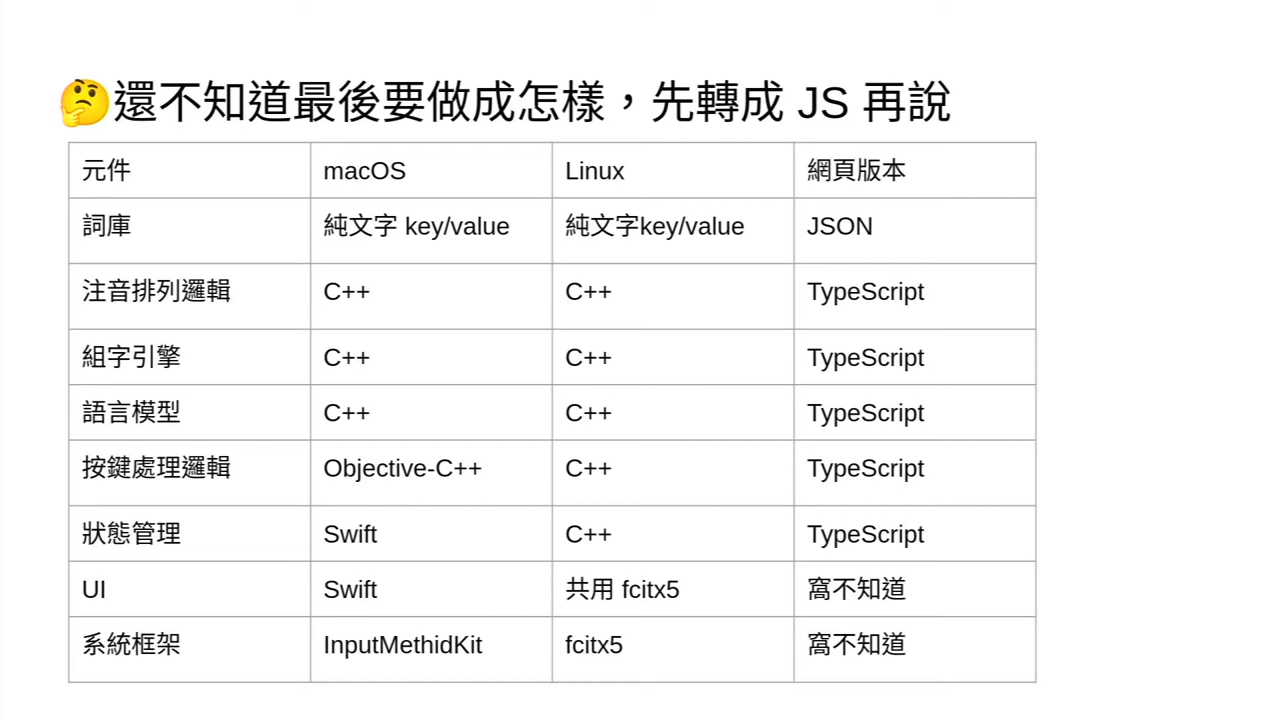 🤔還不知道最後要做成怎樣，先轉成 JS 再說
元件 macOS Linux 網頁版本
詞庫 純文字 key/value 純文字key/value JSON
注音排列邏輯 C++ C++ TypeScript
組字引擎 C++ C++ TypeScript
語言模型 C++ C++ TypeScript
按鍵處理邏輯 Objective-C++ C++ TypeScript
狀態管理 Swift C++ TypeScript
UI Swift 共用 fcitx5 窩不知道
系統框架 InputMethidKit fcitx5 窩不知道